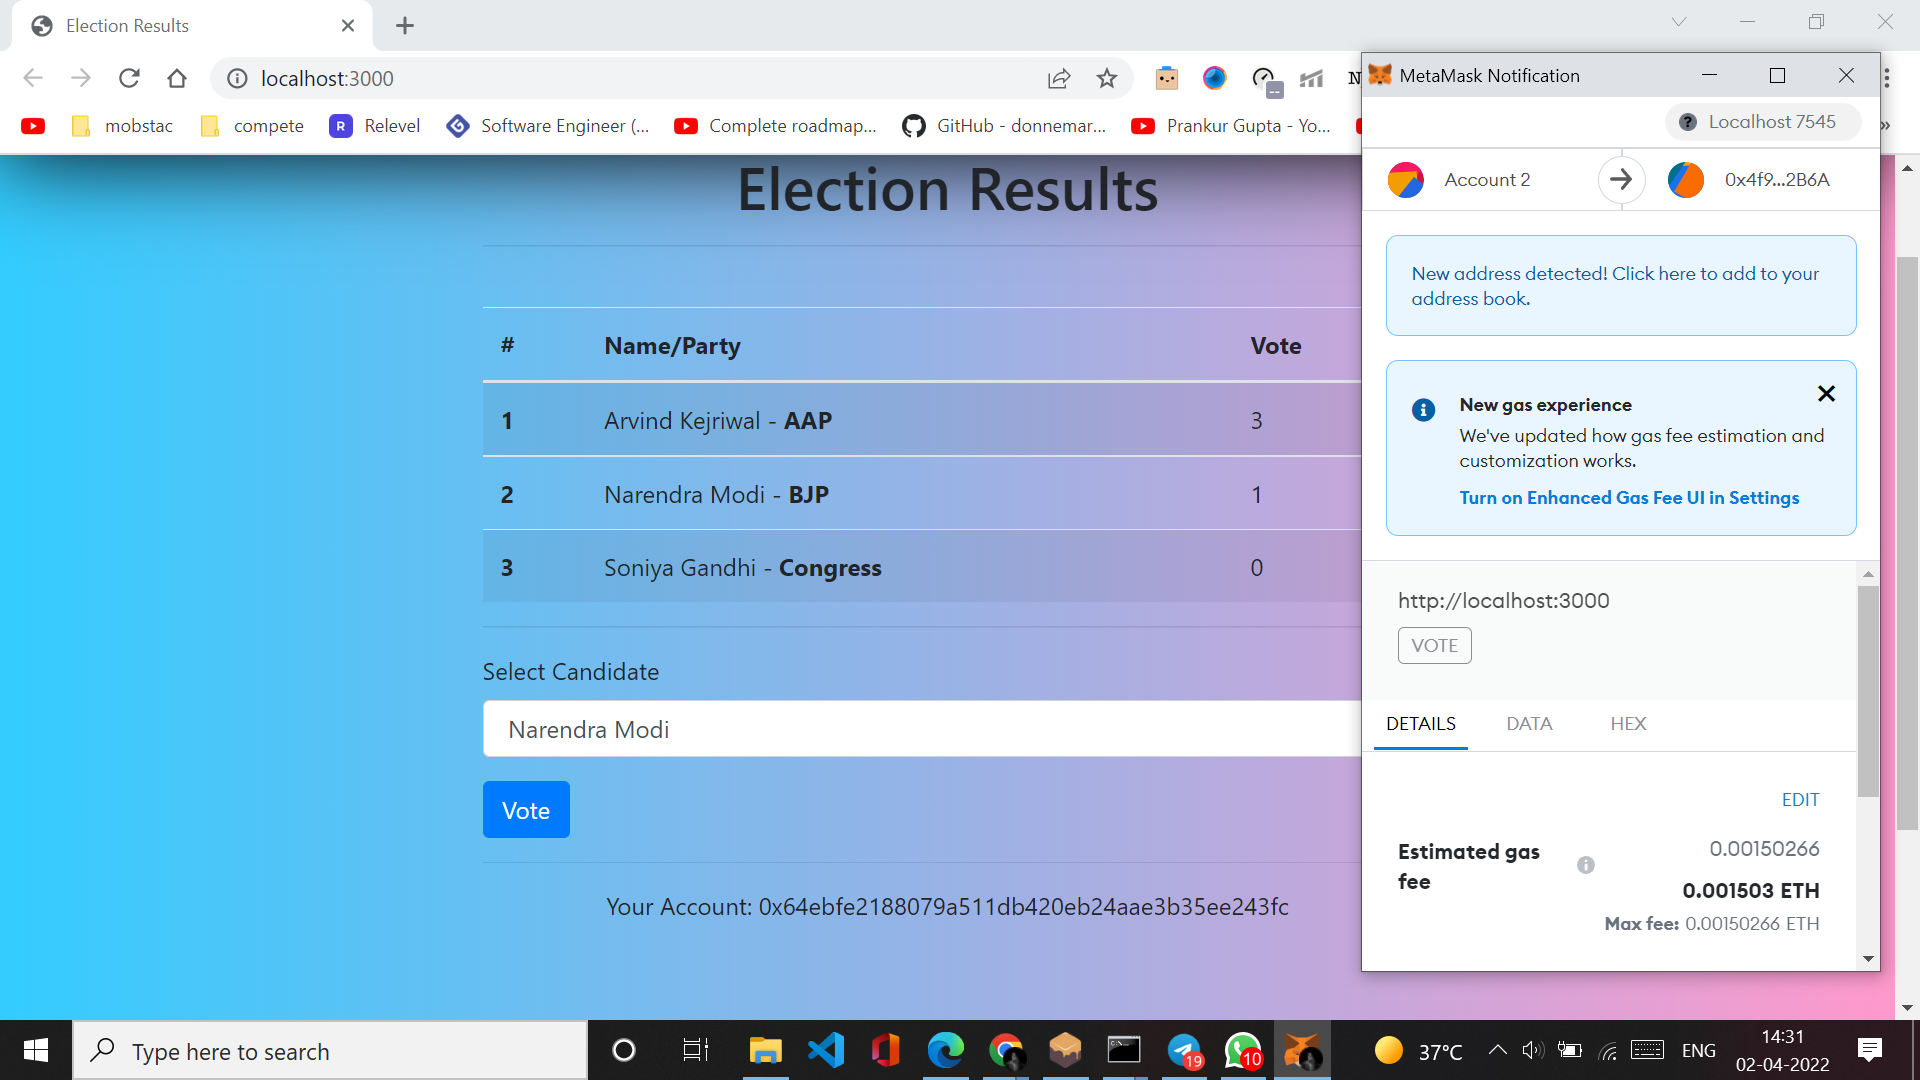 Election Results
localhost:3000
mobstac
compete
R Relevel
Software Engineer (...
Complete roadmap...
GitHub - donnemar...
Prankur Gupta - Yo...
»
Election Results
# Name/Party Vote
1 Arvind Kejriwal - AAP 3
2 Narendra Modi - BJP 1
3 Soniya Gandhi - Congress 0
Select Candidate
Narendra Modi
Vote
Your Account: 0x64ebfe2188079a511db420eb24aae3b35ee243fc
MetaMask Notification
Localhost 7545
Account 2
0x4f9...2B6A
New address detected! Click here to add to your
address book.
New gas experience
We've updated how gas fee estimation and
customization works.
Turn on Enhanced Gas Fee UI in Settings
http://localhost:3000
VOTE
DETAILS DATA HEX
EDIT
Estimated gas
fee
0.00150266
0.001503 ETH
Max fee: 0.00150266 ETH
Type here to search
19
10
37°C
ENG
14:31
02-04-2022